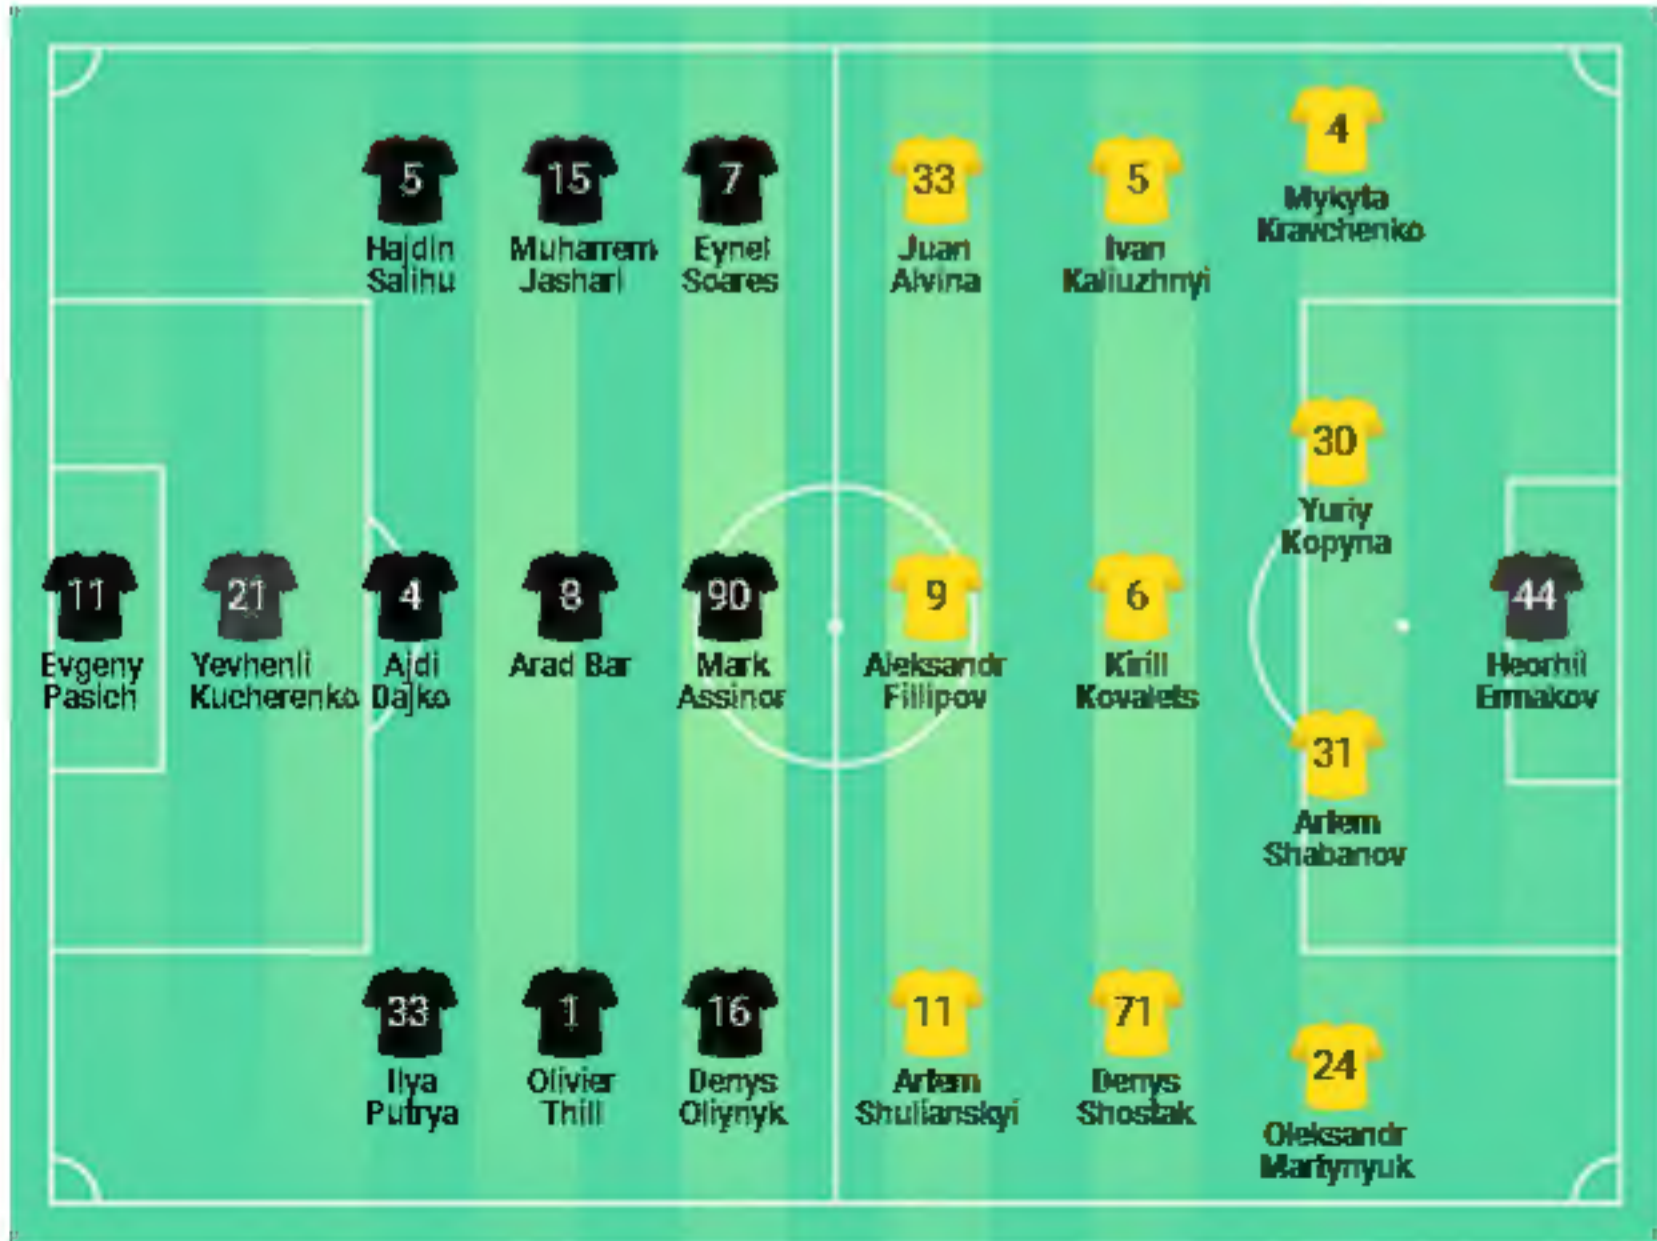 4
5
15
7
33
5
Mykyta
Kravchenko
Hajdin
Salihu
Muharrem
Jashari
Eynel
Soares
Juan
Alvina
Ivan
Kaliuzhnyi
30
Yuriy
Kopyna
11
21
4
8
90
9
6
44
Evgeny
Pasich
Yevhenii
Kucherenko
Ajdi
Dajko
Arad Bar
Mark
Assinor
Aleksandr
Fillipov
Kirill
Kovalets
Heorhii
Ermakov
31
Artem
Shabanov
33
1
16
11
71
24
Ilya
Putrya
Olivier
Thill
Denys
Oliynyk
Artem
Shulianskyi
Denys
Shostak
Oleksandr
Martynyuk